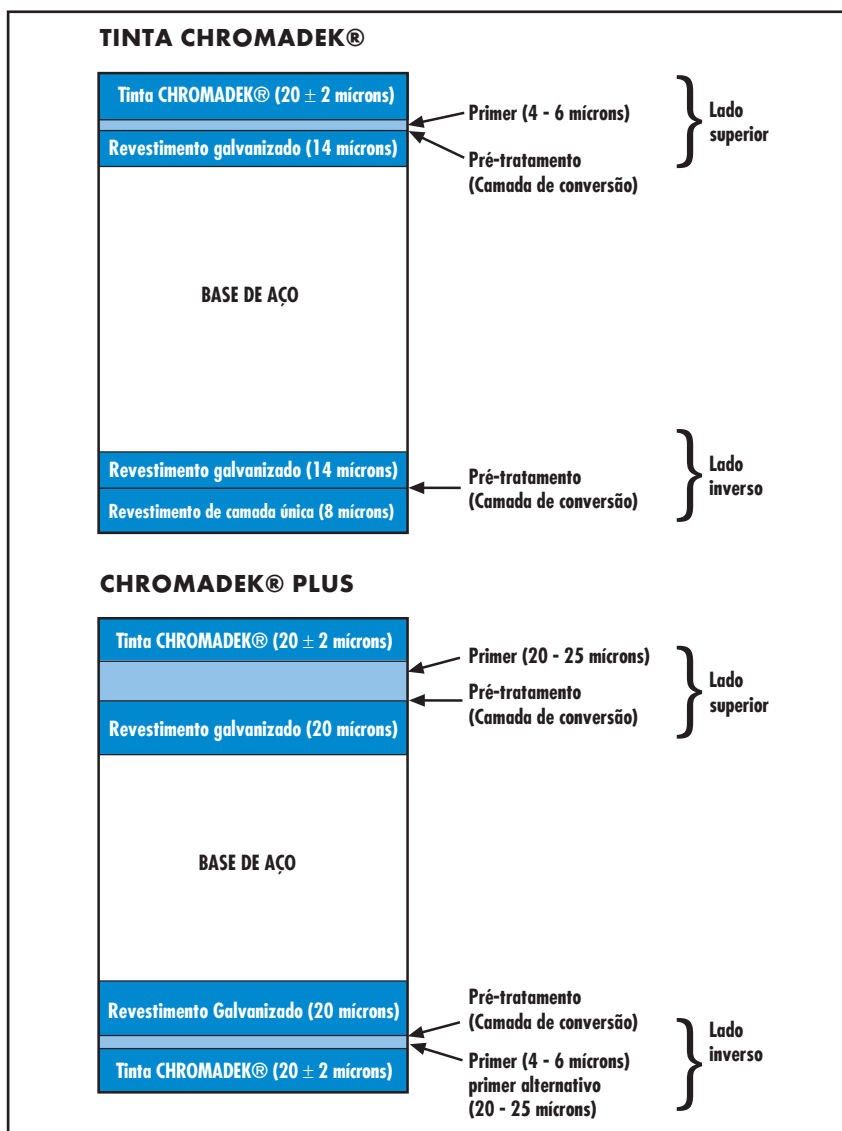 TINTA CHROMADEK®
Tinta CHROMADEK® (20 ± 2 mícrons)
Primer (4 - 6 mícrons)
Lado
superior
Revestimento galvanizado (14 mícrons)
Pré-tratamento
(Camada de conversão)
BASE DE AÇO
Revestimento galvanizado (14 mícrons)
Pré-tratamento
(Camada de conversão)
Lado
inverso
Revestimento de camada única (8 mícrons)
CHROMADEK® PLUS
Tinta CHROMADEK® (20 ± 2 mícrons)
Primer (20 - 25 mícrons)
Lado
superior
Pré-tratamento
(Camada de conversão)
Revestimento galvanizado (20 mícrons)
BASE DE AÇO
Revestimento Galvanizado (20 mícrons)
Pré-tratamento
(Camada de conversão)
Lado
inverso
Tinta CHROMADEK® (20 ± 2 mícrons)
Primer (4 - 6 mícrons)
primer alternativo
(20 - 25 mícrons)